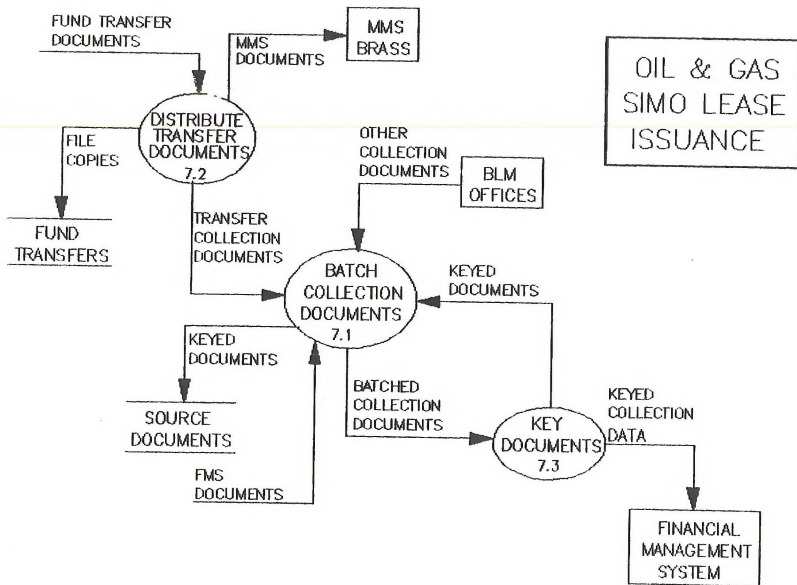 FUND TRANSFER
DOCUMENTS
MMS
DOCUMENTS
MMS
BRASS
OIL & GAS
SIMO LEASE
ISSUANCE
DISTRIBUTE
TRANSFER
DOCUMENTS
7.2
FILE
COPIES
FUND
TRANSFERS
OTHER
COLLECTION
DOCUMENTS
BLM
OFFICES
TRANSFER
COLLECTION
DOCUMENTS
BATCH
COLLECTION
DOCUMENTS
7.1
KEYED
DOCUMENTS
KEYED
DOCUMENTS
SOURCE
DOCUMENTS
BATCHED
COLLECTION
DOCUMENTS
KEY
DOCUMENTS
7.3
KEYED
COLLECTION
DATA
FMS
DOCUMENTS
FINANCIAL
MANAGEMENT
SYSTEM